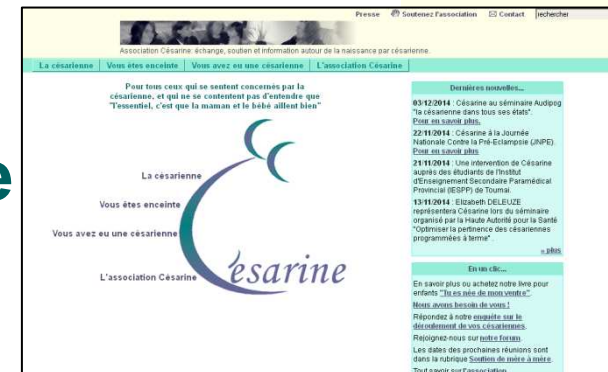 Presse Soutenez l'association Contact rechercher
Association Césarine: échange, soutien et information autour de la naissance par césarienne.
La césarienne Vous êtes enceinte Vous avez eu une césarienne L'association Césarine
Pour tous ceux qui se sentent concernés par la
césarienne, et qui ne se contentent pas d'entendre que
"l'essentiel, c'est que la maman et le bébé aillent bien"
La césarienne
Vous êtes enceinte
Vous avez eu une césarienne
L'association Césarine
Césarine
e
Dernières nouvelles...
03/12/2014 : Césarine au séminaire Audipog
"la césarienne dans tous ses états".
Pour en savoir plus.
22/11/2014 : Césarine à la Journée
Nationale Contre la Pré-Eclampsie (JNPE).
Pour en savoir plus
21/11/2014 : Une intervention de Césarine
auprès des étudiants de l'Institut
d'Enseignement Secondaire Paramédical
Provincial (IESPP) de Tournai.
13/11/2014 : Elizabeth DELEUZE
représentera Césarine lors du séminaire
organisé par la Haute Autorité pour la Santé
"Optimiser la pertinence des césariennes
programmées à terme".
» plus
En un clic...
En savoir plus ou achetez notre livre pour
enfants "Tu es née de mon ventre".
Nous avons besoin de vous !
Répondez à notre enquête sur le
déroulement de vos césariennes.
Rejoignez-nous sur notre forum.
Les dates des prochaines réunions sont
dans la rubrique Soutien de mère à mère.
Tout savoir sur l'association